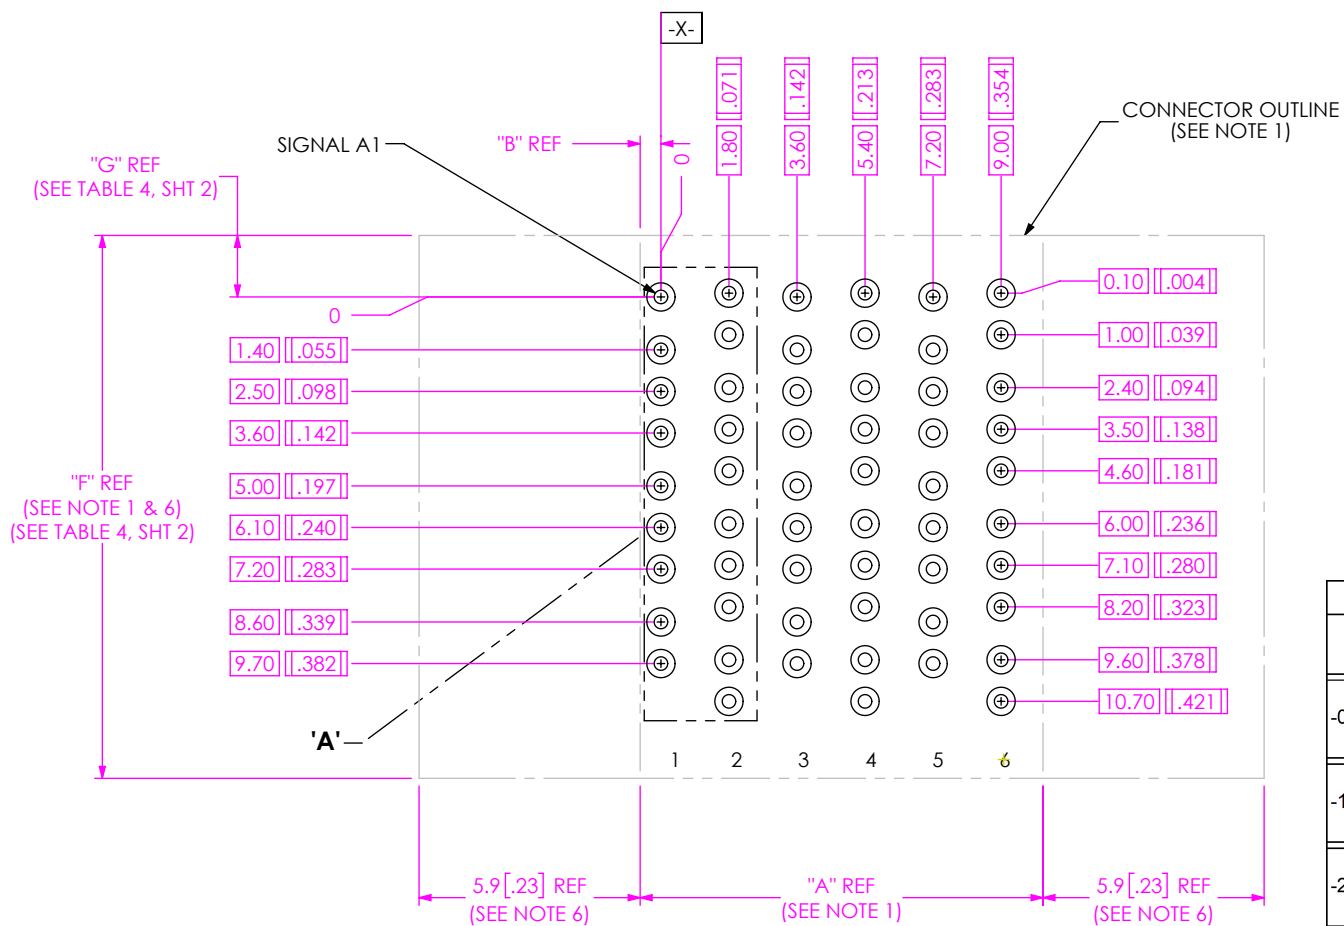 -X-
1.80 [.071]
3.60 [.142]
5.40 [.213]
7.20 [.283]
9.00 [.354]
CONNECTOR OUTLINE
(SEE NOTE 1)
SIGNAL A1
"B" REF
0
"G" REF
(SEE TABLE 4, SHT 2)
0
0.10 [.004]
1.00 [.039]
1.40 [.055]
2.40 [.094]
2.50 [.098]
3.50 [.138]
3.60 [.142]
4.60 [.181]
"F" REF
(SEE NOTE 1 & 6)
(SEE TABLE 4, SHT 2)
5.00 [.197]
6.00 [.236]
6.10 [.240]
7.10 [.280]
7.20 [.283]
8.20 [.323]
8.60 [.339]
9.60 [.378]
9.70 [.382]
10.70 [.421]
'A'
1 2 3 4 5 6
5.9[.23] REF
(SEE NOTE 6)
"A" REF
(SEE NOTE 1)
5.9[.23] REF
(SEE NOTE 6)
-1
-2